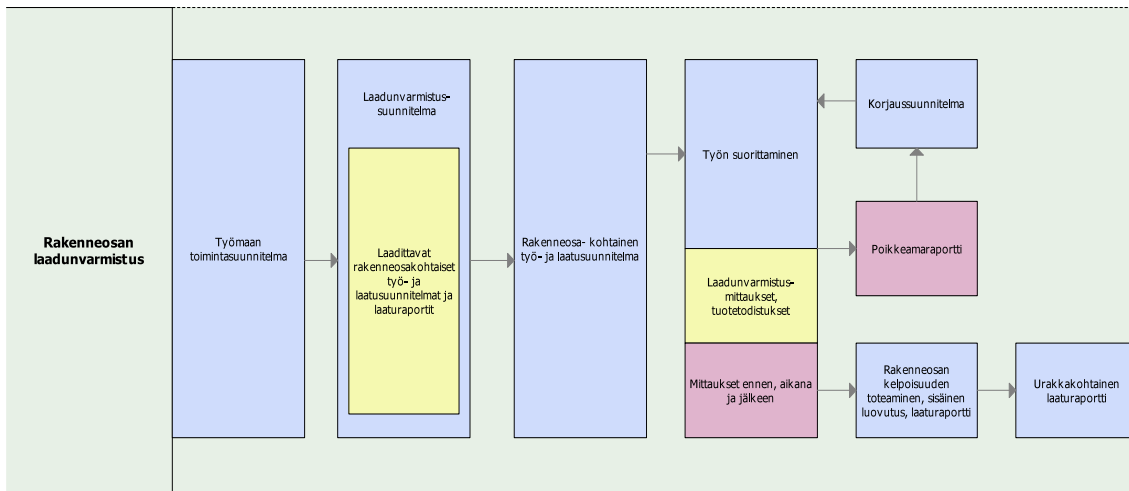 Rakenneosan
laadunvarmistus
Työmaan
toimintasuunnitelma
Laadunvarmistus-
suunnitelma
Laadittavat
rakenneosakohtaiset
työ- ja
laatusuunnitelmat ja
laaturaportit
Rakenneosa- kohtainen
työ- ja laatusuunnitelma
Työn suorittaminen
Laadunvarmistus-
mittaukset,
tuotetodistukset
Mittaukset ennen, aikana
ja jälkeen
Korjaussuunnitelma
Poikkeamaraportti
Rakenneosan
kelpoisuuden
toteaminen, sisäinen
luovutus, laaturaportti
Urakkakohtainen
laaturaportti